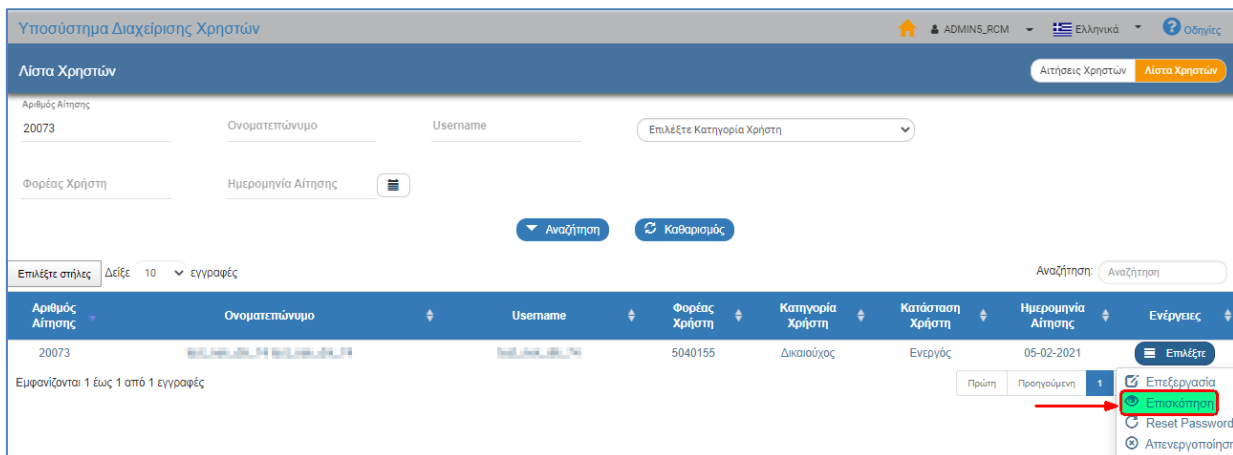 Υποσύστημα Διαχείρισης Χρηστών ADMIN5_RCM Ελληνικά Οδηγίες
Λίστα Χρηστών Αιτήσεις Χρηστών Λίστα Χρηστών
Αριθμός Αίτησης
20073 Ονοματεπώνυμο Username Επιλέξτε Κατηγορία Χρήστη
Φορέας Χρήστη Ημερομηνία Αίτησης
Αναζήτηση Καθαρισμός
Επιλέξτε στήλες Δείξε 10 εγγραφές Αναζήτηση: Αναζήτηση
Αριθμός Αίτησης Ονοματεπώνυμο Username Φορέας Χρήστη Κατηγορία Χρήστη Κατάσταση Χρήστη Ημερομηνία Αίτησης Ενέργειες
20073 5040155 Δικαιούχος Ενεργός 05-02-2021 Επιλέξτε
Εμφανίζονται 1 έως 1 από 1 εγγραφές Πρώτη Προηγούμενη 1
Επεξεργασία
Επισκόπηση
Reset Password
Απενεργοποίηση